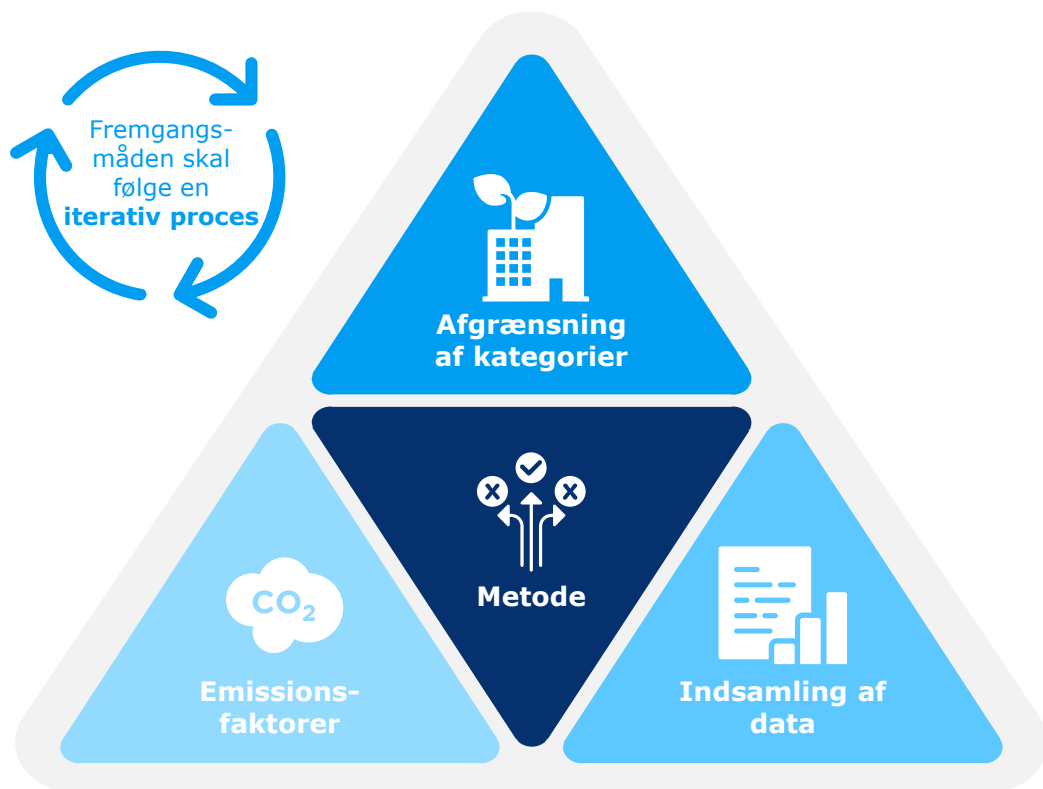 Fremgangs-
måden skal
følge en
iterativ proces
Afgrænsning
af kategorier
Metode
CO₂
Emissions-
faktorer
Indsamling af
data